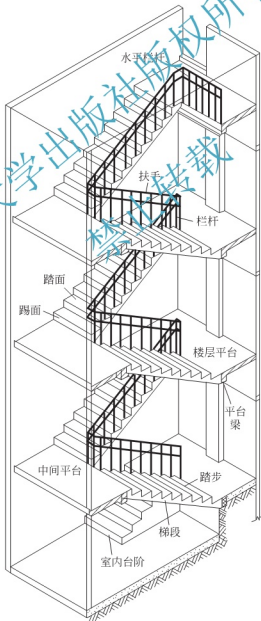 水平栏杆
大学出版社版权所
禁止转载
扶手
栏杆
踏面
踢面
楼层平台
平台
梁
中间平台
踏步
梯段
室内台阶